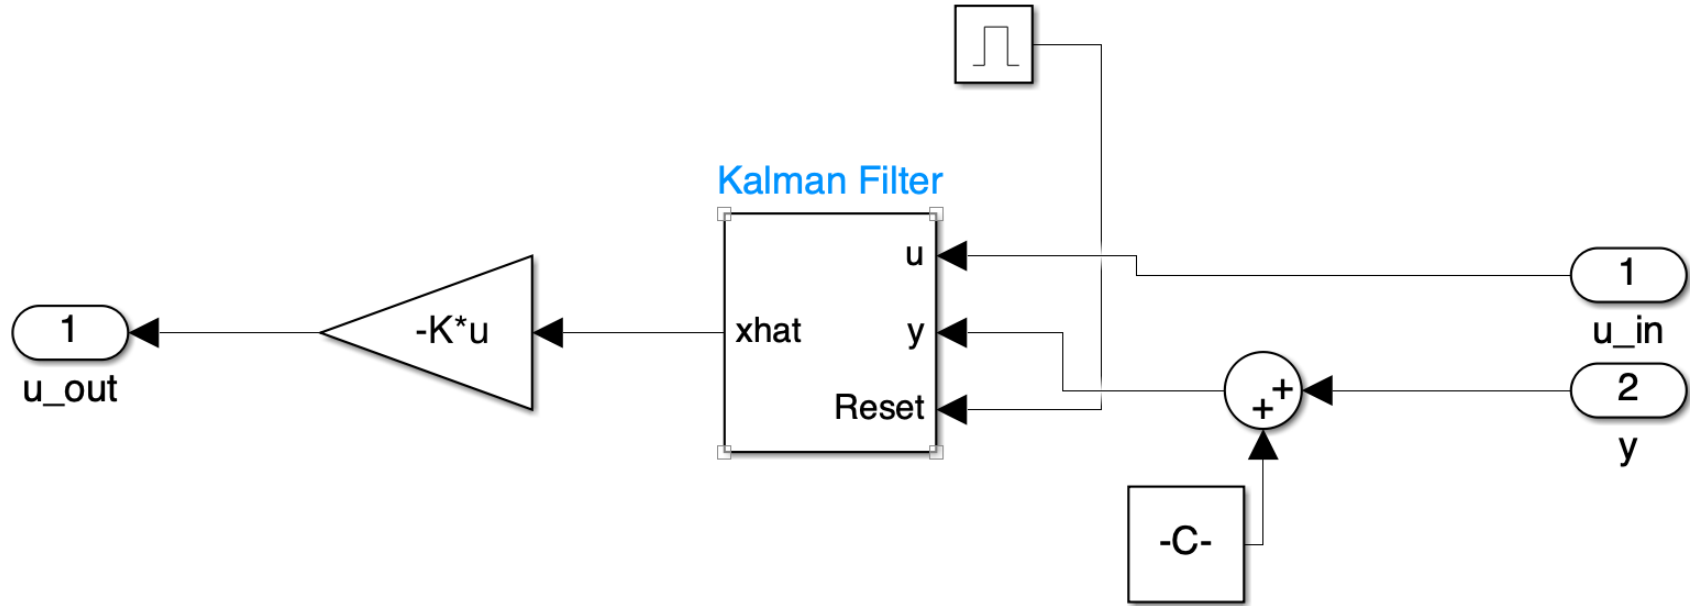 Kalman Filter
u
1
u_in
1
u_out
-K*u
xhat
y
+
+
2
y
Reset
-C-